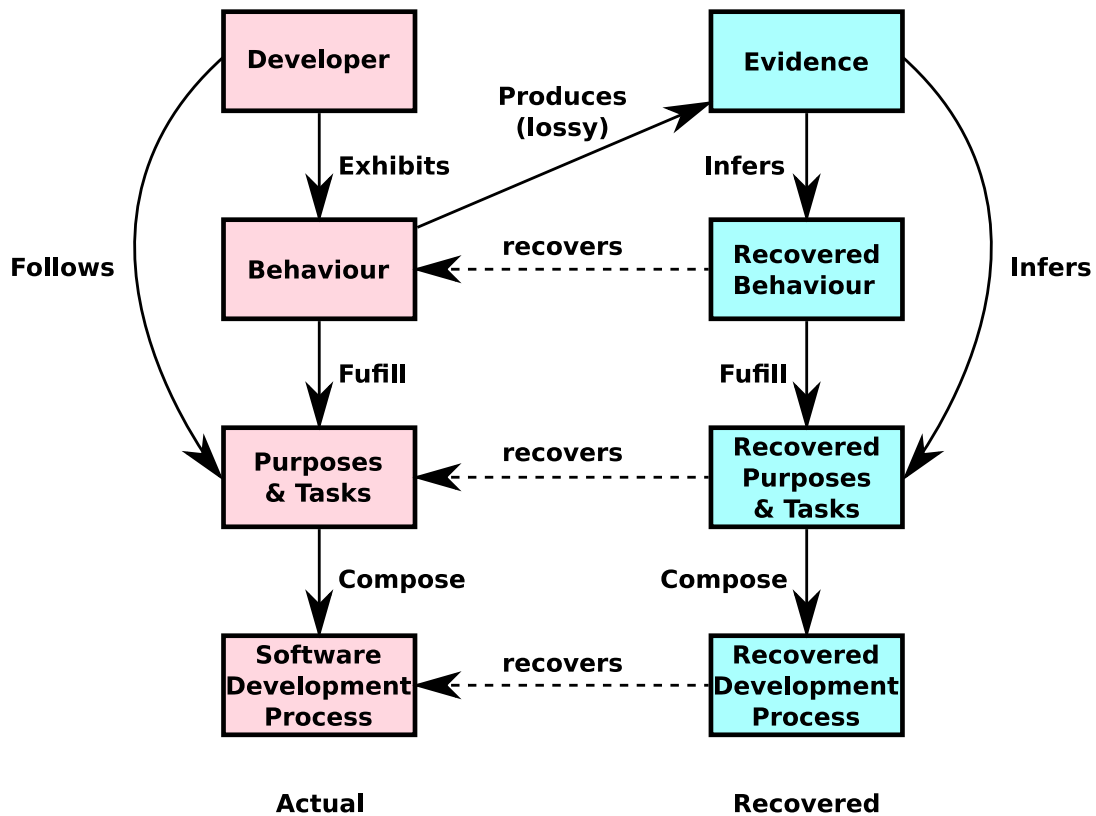 Developer
Evidence
Produces
(lossy)
Exhibits
Infers
Follows
Behaviour
recovers
Recovered
Behaviour
Infers
Fufill
Fufill
Purposes
& Tasks
recovers
Recovered
Purposes
& Tasks
Compose
Compose
Software
Development
Process
recovers
Recovered
Development
Process
Actual
Recovered